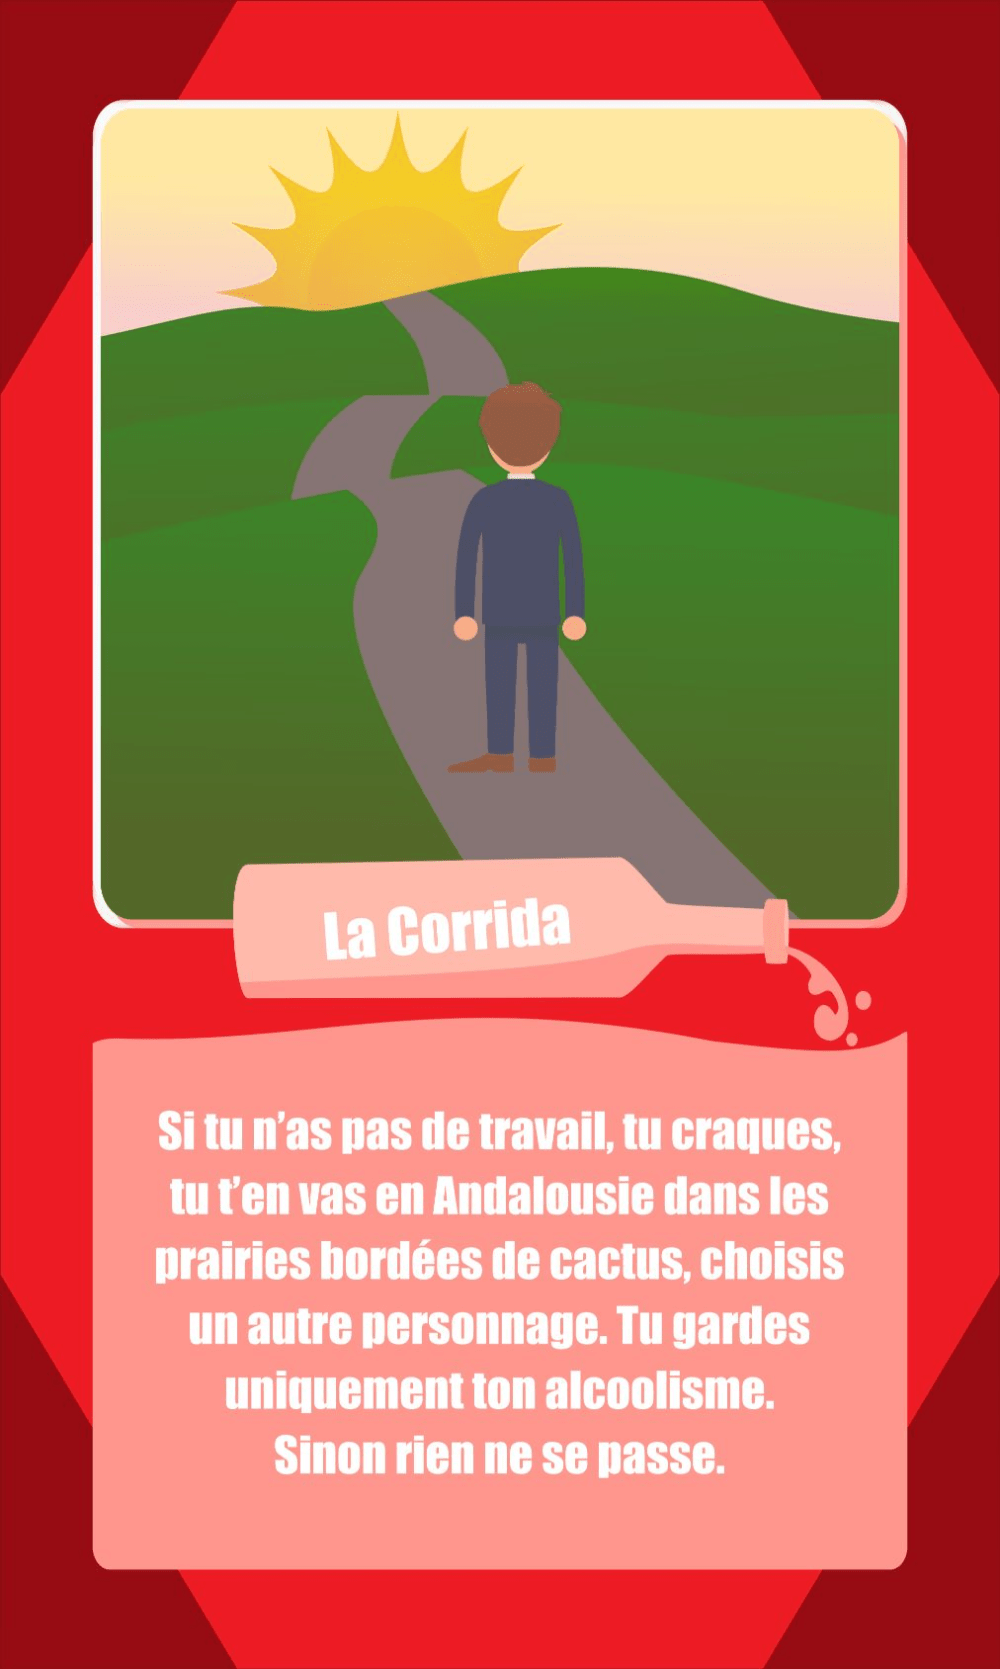 La Corrida
Si tu n'as pas de travail, tu craques,
tu t'en vas en Andalousie dans les
prairies bordées de cactus, choisis
un autre personnage. Tu gardes
uniquement ton alcoolisme.
Sinon rien ne se passe.